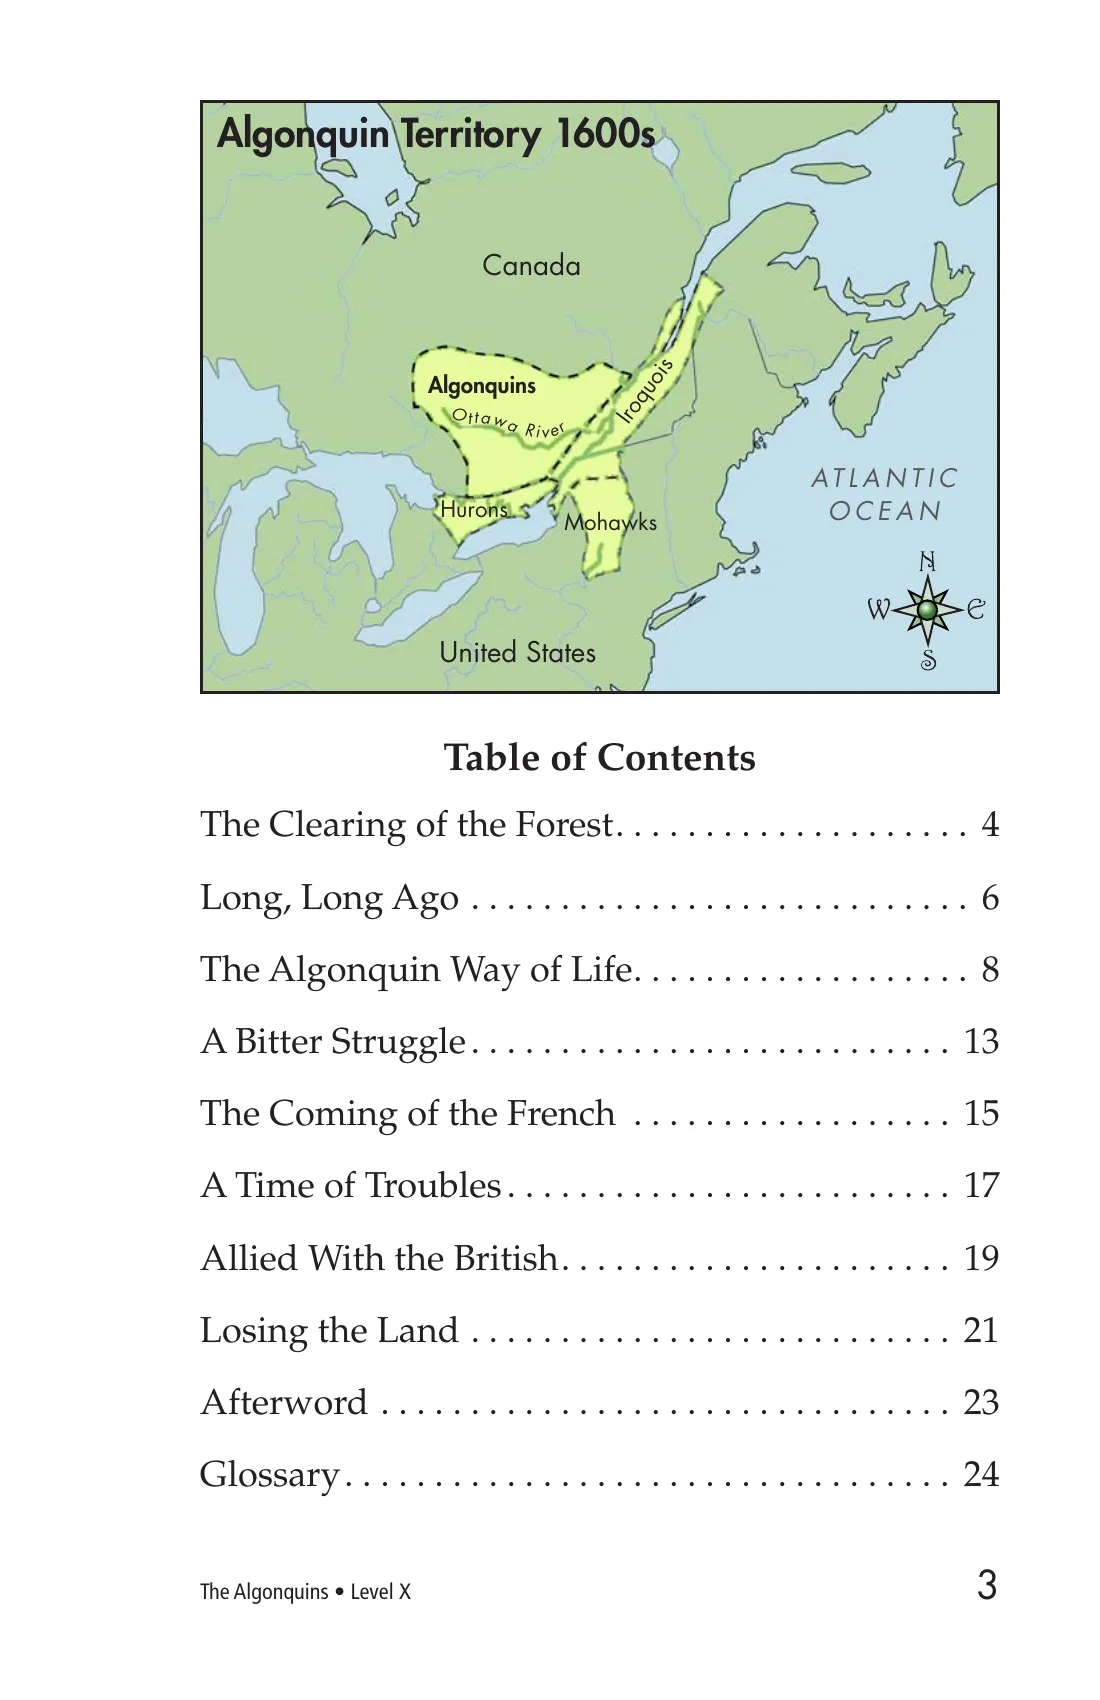 Algonquin Territory 1600s
Canada
Algonquins
Ottawa River
Iroquois
Hurons
Mohawks
ATLANTIC
OCEAN
N
W
E
S
United States
Table of Contents
The Clearing of the Forest. . . . . . . . . . . . . . . . . . . . 4
Long, Long Ago . . . . . . . . . . . . . . . . . . . . . . . . . . . . 6
The Algonquin Way of Life. . . . . . . . . . . . . . . . . . . 8
A Bitter Struggle . . . . . . . . . . . . . . . . . . . . . . . . . . . 13
The Coming of the French . . . . . . . . . . . . . . . . . . 15
A Time of Troubles . . . . . . . . . . . . . . . . . . . . . . . . . 17
Allied With the British. . . . . . . . . . . . . . . . . . . . . . 19
Losing the Land . . . . . . . . . . . . . . . . . . . . . . . . . . . 21
Afterword . . . . . . . . . . . . . . . . . . . . . . . . . . . . . . . . 23
Glossary . . . . . . . . . . . . . . . . . . . . . . . . . . . . . . . . . . 24
The Algonquins • Level X
3